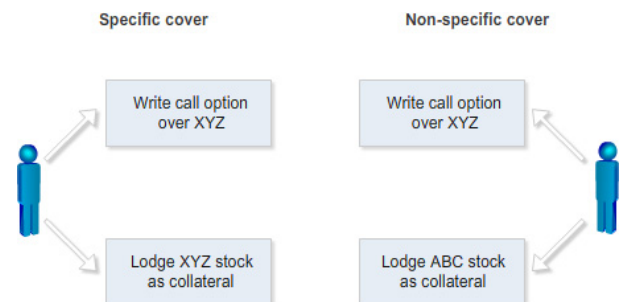 Specific cover
Non-specific cover
Write call option
over XYZ
Write call option
over XYZ
Lodge XYZ stock
as collateral
Lodge ABC stock
as collateral